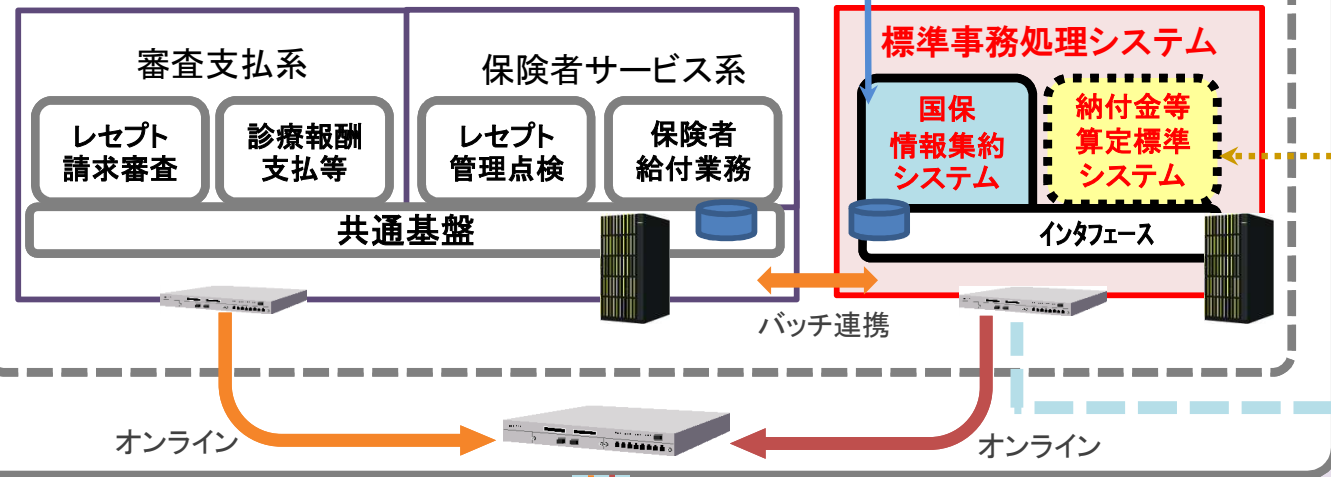 審査支払系
レセプト
請求審査
診療報酬
支払等
保険者サービス系
レセプト
管理点検
保険者
給付業務
共通基盤
標準事務処理システム
国保
情報集約
システム
納付金等
算定標準
システム
インタフェース
バッチ連携
オンライン
オンライン